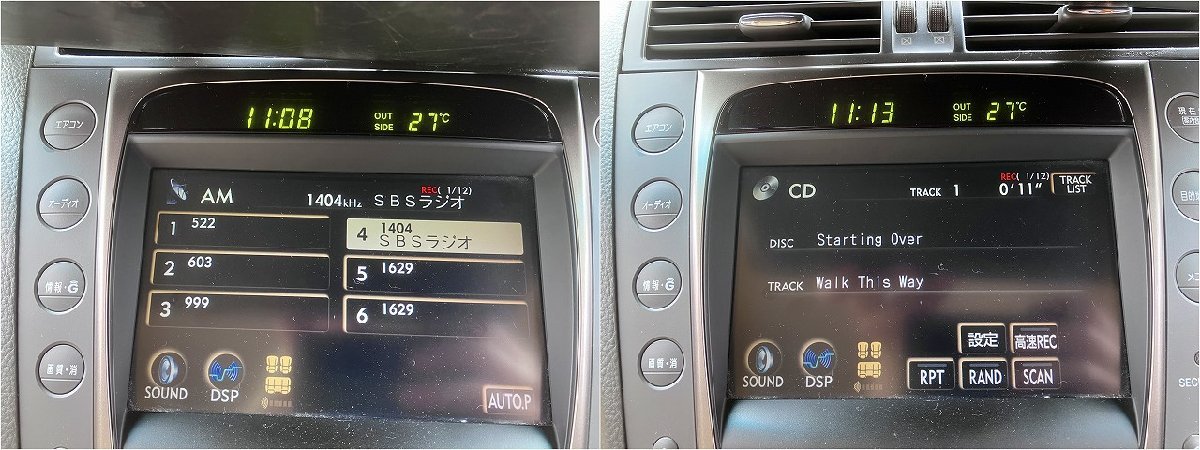 11:08 OUT SIDE 27℃
エアコン
オーディオ
情報・G
画質・消
AM 1404kHz REC(1/12) SBSラジオ
1 522
2 603
3 999
4 1404 SBSラジオ
5 1629
6 1629
SOUND DSP AUTO.P
11:13 OUT SIDE 27℃
エアコン
オーディオ
情報・G
画質・消
CD TRACK 1 REC(1/12) 0'11" TRACK LIST
DISC Starting Over
TRACK Walk This Way
設定 高速REC
SOUND DSP RPT RAND SCAN
現在
目的
SECU